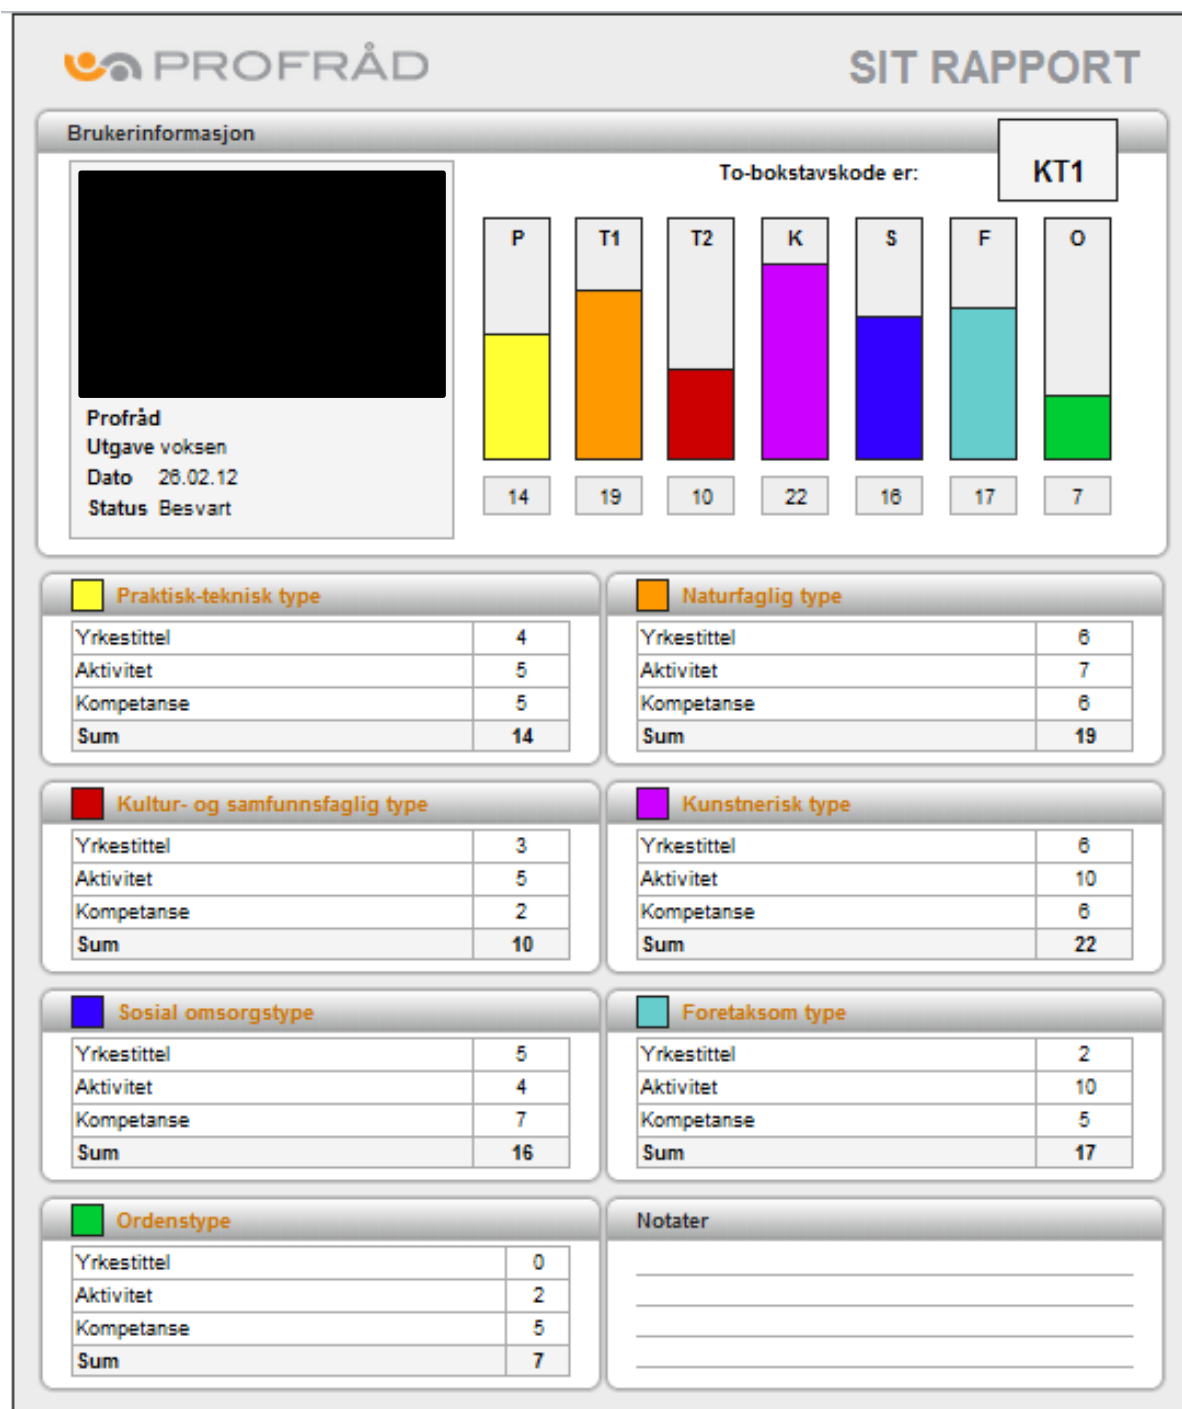 PROFRÅD
SIT RAPPORT
Brukerinformasjon
To-bokstavskode er:
KT1
P T1 T2 K S F O
Profråd
Utgave voksen
Dato 26.02.12
Status Besvart
14 19 10 22 16 17 7
Praktisk-teknisk type
Yrkestittel 4
Aktivitet 5
Kompetanse 5
Sum 14
Naturfaglig type
Yrkestittel 6
Aktivitet 7
Kompetanse 6
Sum 19
Kultur- og samfunnsfaglig type
Yrkestittel 3
Aktivitet 5
Kompetanse 2
Sum 10
Kunstnerisk type
Yrkestittel 6
Aktivitet 10
Kompetanse 6
Sum 22
Sosial omsorgstype
Yrkestittel 5
Aktivitet 4
Kompetanse 7
Sum 16
Foretaksom type
Yrkestittel 2
Aktivitet 10
Kompetanse 5
Sum 17
Ordenstype
Yrkestittel 0
Aktivitet 2
Kompetanse 5
Sum 7
Notater